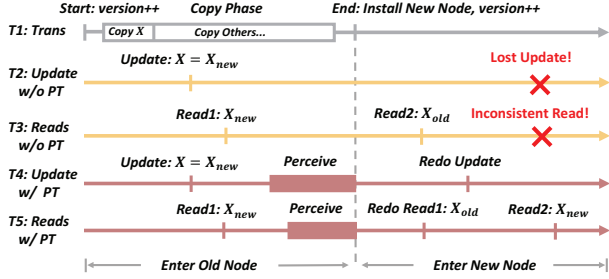 Start: version++ Copy Phase End: Install New Node, version++
T1: Trans Copy X Copy Others...
Update: X = X_new Lost Update!
T2: Update
w/o PT
Read1: X_new Read2: X_old Inconsistent Read!
T3: Reads
w/o PT
Update: X = X_new Perceive Redo Update
T4: Update
w/ PT
Read1: X_new Perceive Redo Read1: X_old Read2: X_new
T5: Reads
w/ PT
Enter Old Node Enter New Node